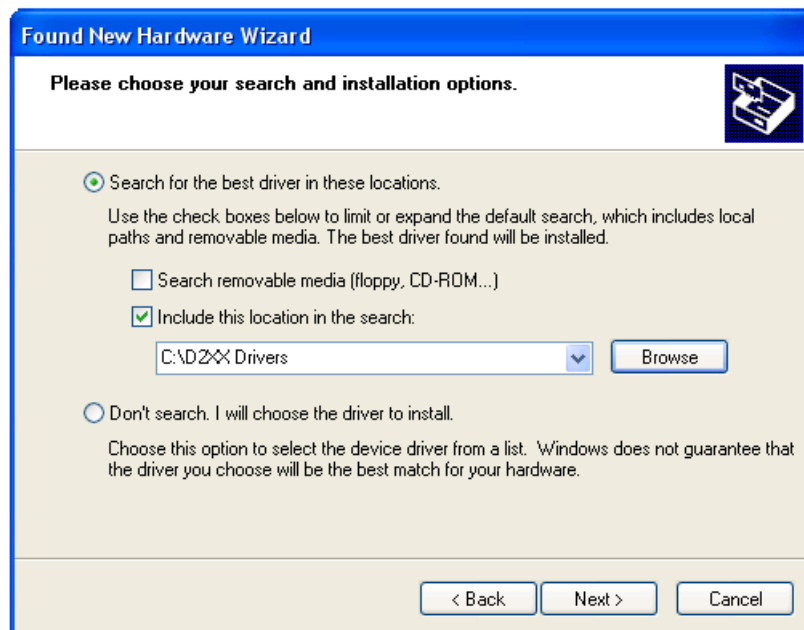 Found New Hardware Wizard
Please choose your search and installation options.
Search for the best driver in these locations.
Use the check boxes below to limit or expand the default search, which includes local
paths and removable media. The best driver found will be installed.
Search removable media (floppy, CD-ROM...)
Include this location in the search:
C:\D2XX Drivers
Browse
Don't search. I will choose the driver to install.
Choose this option to select the device driver from a list. Windows does not guarantee that
the driver you choose will be the best match for your hardware.
< Back Next > Cancel